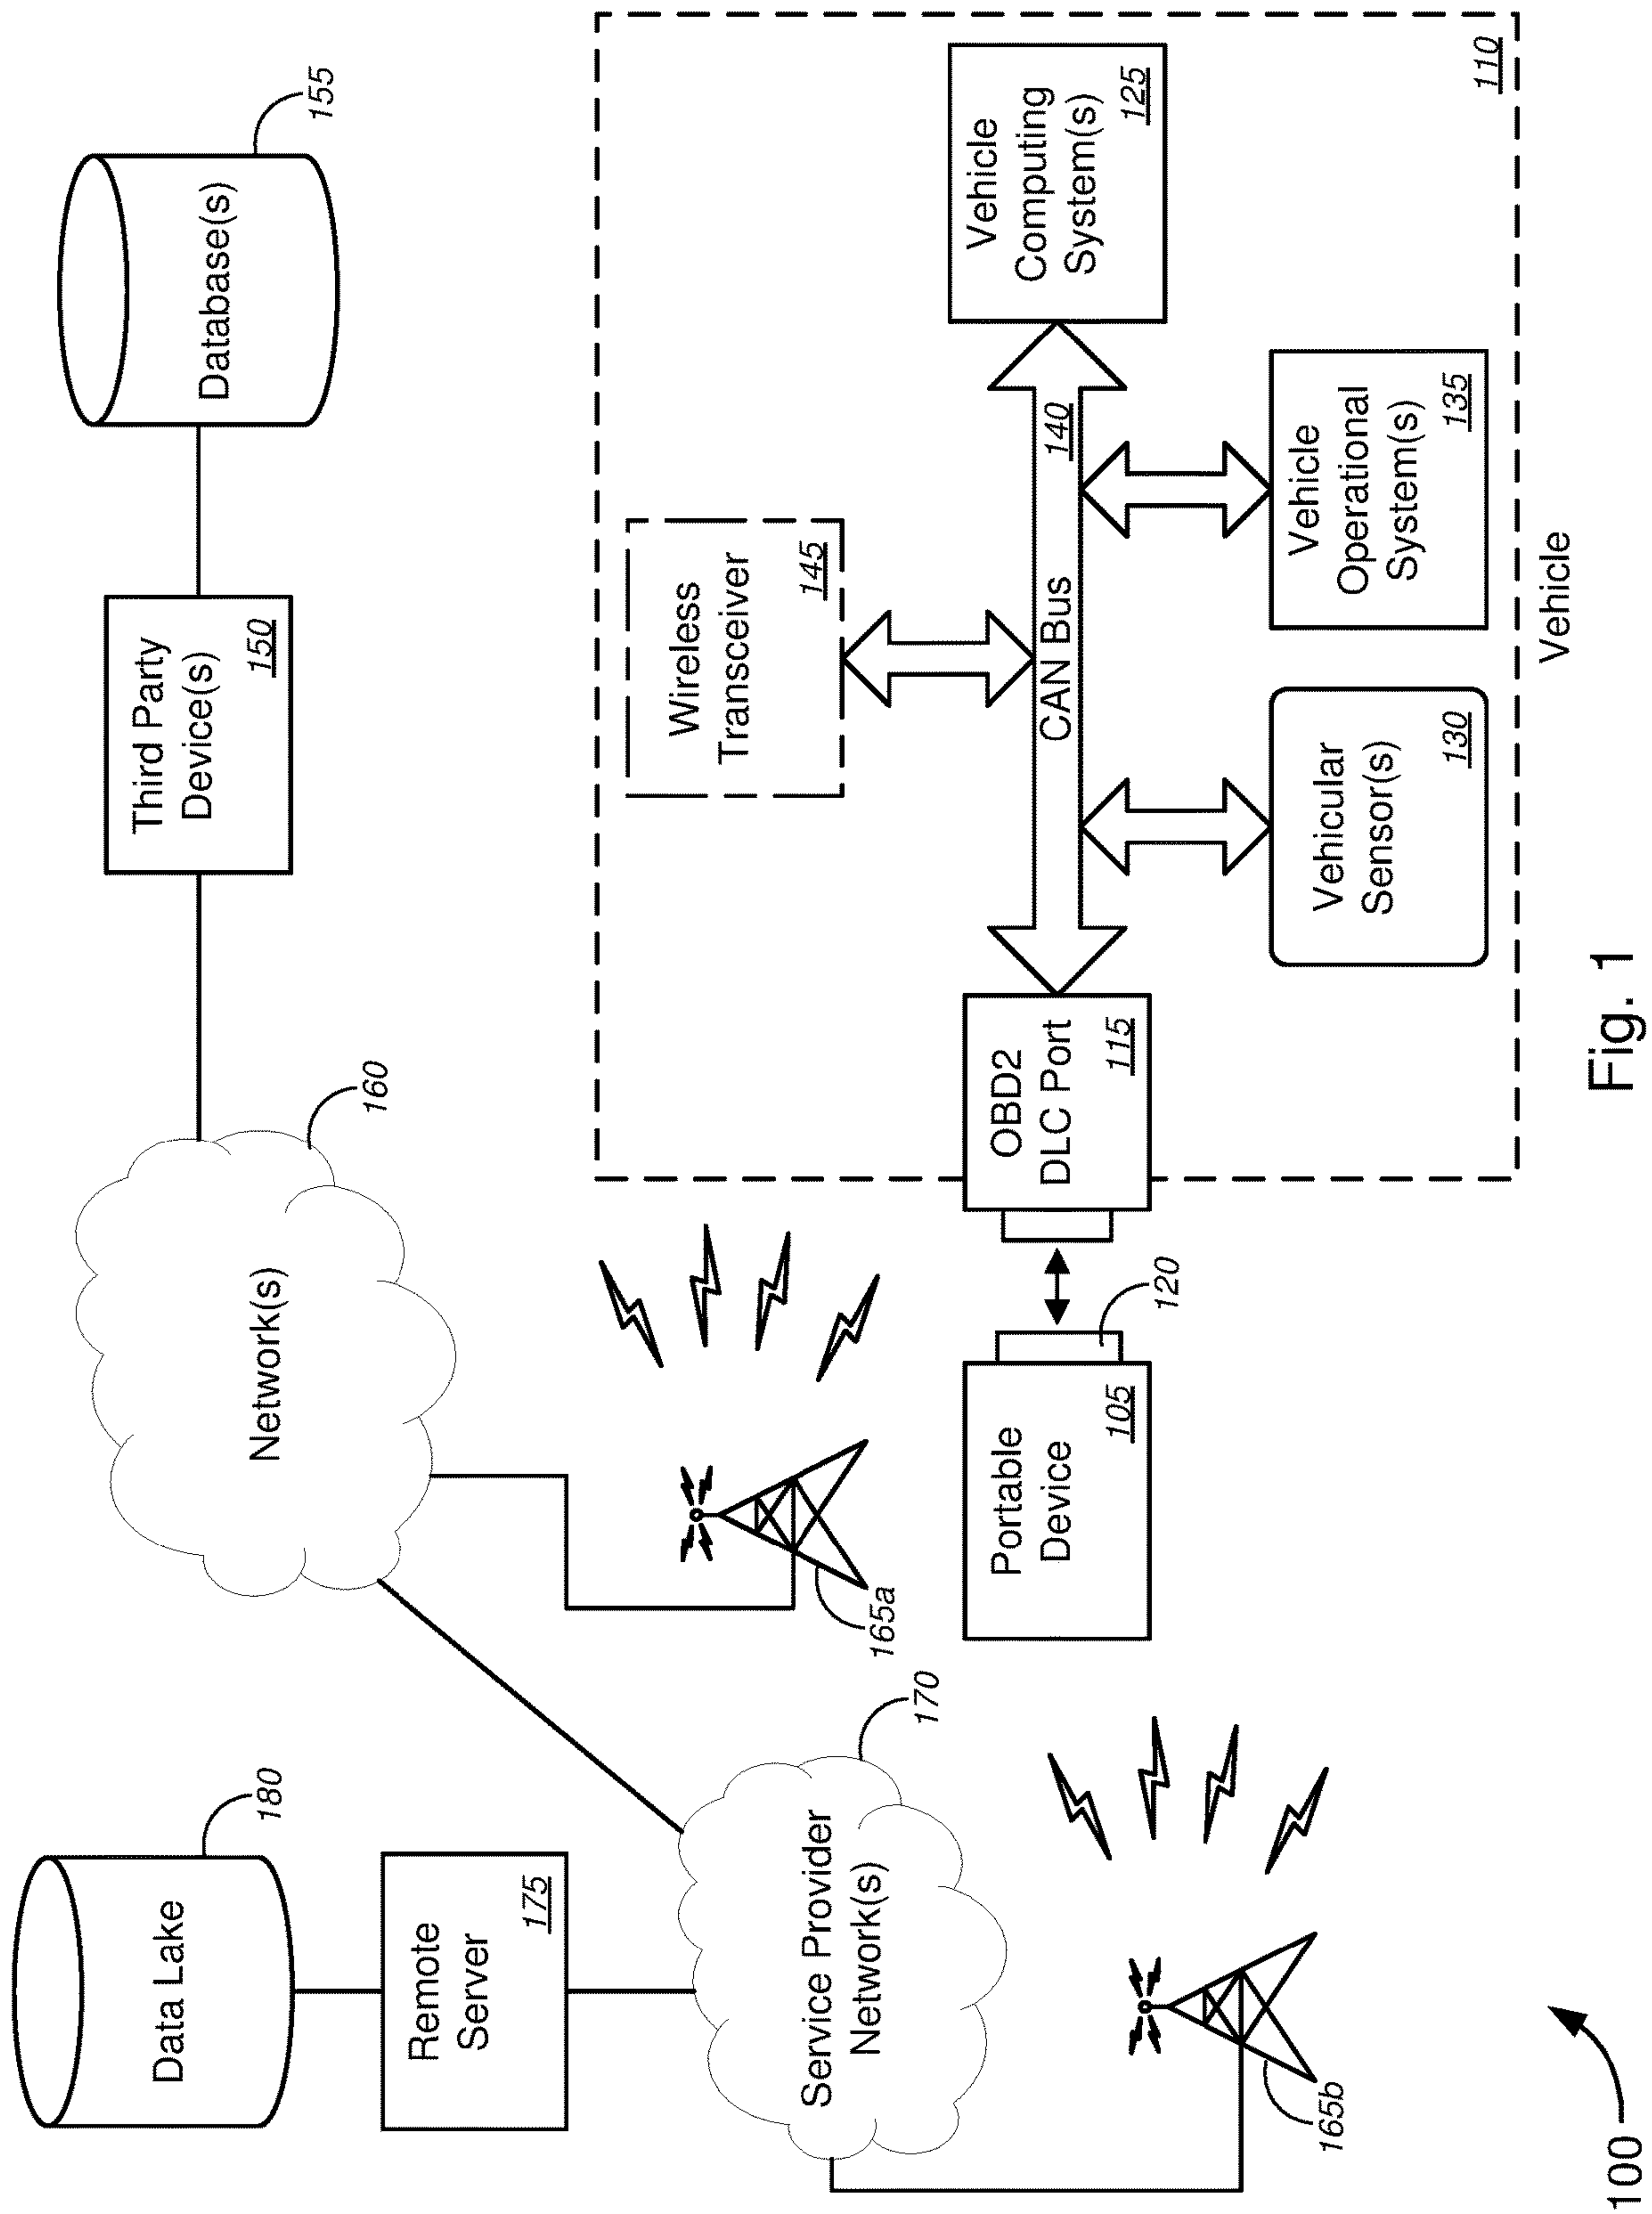 Data Lake
180
Remote
Server
175
Service Provider
Network(s)
170
165b
100
Network(s)
160
165a
Third Party
Device(s)
150
Database(s)
155
Portable
Device
105
120
OBD2
DLC Port
115
Wireless
Transceiver
145
CAN Bus
140
Vehicle
Computing
System(s)
125
Vehicular
Sensor(s)
130
Vehicle
Operational
System(s)
135
110
Vehicle
Fig. 1